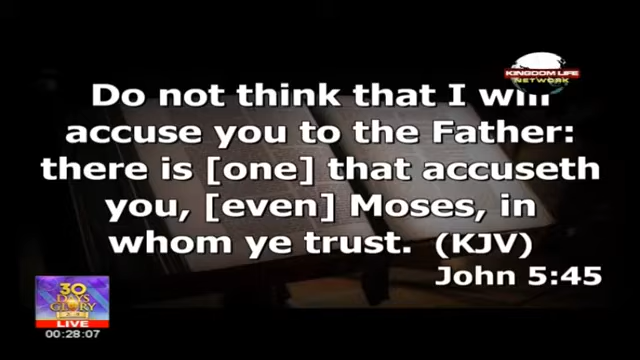 KINGDOM LIFE
NETWORK
Do not think that I will
accuse you to the Father:
there is [one] that accuseth
you, [even] Moses, in
whom ye trust. (KJV)
John 5:45
30
DAYS
GLORY
LIVE
00:28:07